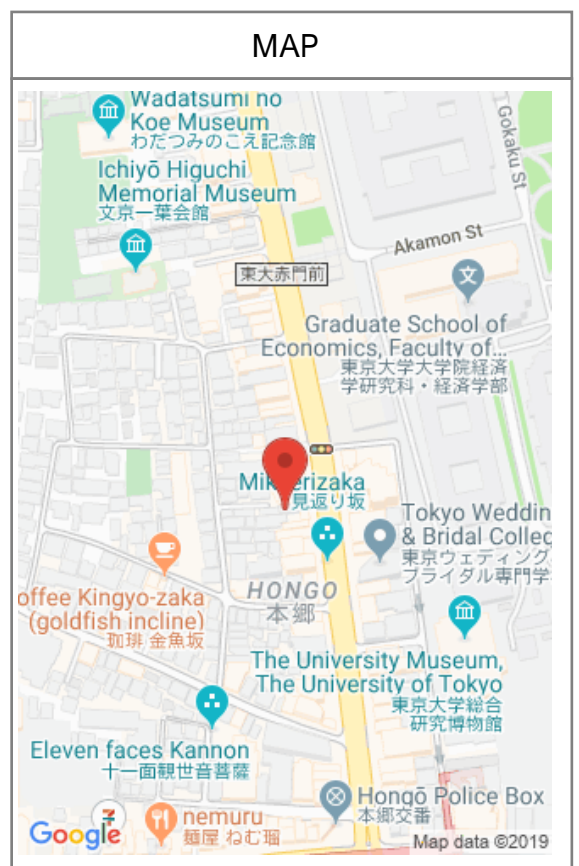 MAP
Wadatsumi no
Koe Museum
わだつみのこえ記念館
Ichiyō Higuchi
Memorial Museum
文京一葉会館
Gokaku St
Akamon St
東大赤門前
文
Graduate School of
Economics, Faculty of...
東京大学大学院経済
学研究科・経済学部
見返り坂
Tokyo Weddin
& Bridal Colle
東京ウェディング
ブライダル専門学
HONGO
本郷
offee Kingyo-zaka
(goldfish incline)
珈琲 金魚坂
The University Museum,
The University of Tokyo
東京大学総合
研究博物館
Eleven faces Kannon
十一面観世音菩薩
Hongō Police Box
本郷交番
nemuru
麺屋 ねむ瑠
Google
Map data ©2019